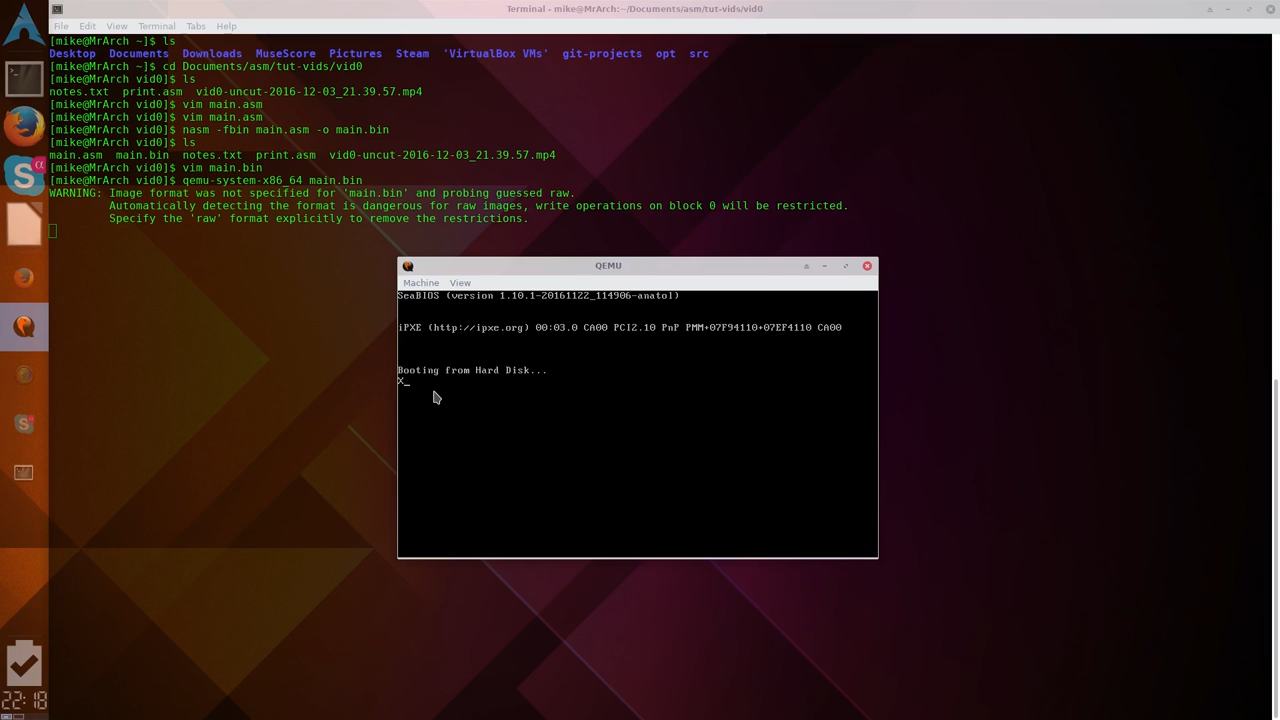 Terminal - mike@MrArch:~/Documents/asm/tut-vids/vid0
File Edit View Terminal Tabs Help
[mike@MrArch ~]$ ls
Desktop Documents Downloads MuseScore Pictures Steam 'VirtualBox VMs' git-projects opt src
[mike@MrArch ~]$ cd Documents/asm/tut-vids/vid0
[mike@MrArch vid0]$ ls
notes.txt print.asm vid0-uncut-2016-12-03_21.39.57.mp4
[mike@MrArch vid0]$ vim main.asm
[mike@MrArch vid0]$ vim main.asm
[mike@MrArch vid0]$ nasm -fbin main.asm -o main.bin
[mike@MrArch vid0]$ ls
main.asm main.bin notes.txt print.asm vid0-uncut-2016-12-03_21.39.57.mp4
[mike@MrArch vid0]$ vim main.bin
[mike@MrArch vid0]$ qemu-system-x86_64 main.bin
WARNING: Image format was not specified for 'main.bin' and probing guessed raw.
Automatically detecting the format is dangerous for raw images, write operations on block 0 will be restricted.
Specify the 'raw' format explicitly to remove the restrictions.
QEMU
Machine View
SeaBIOS (version 1.10.1-20161122_114906-anatol)
iPXE (http://ipxe.org) 00:03.0 CA00 PCI2.10 PnP PMM+07F94110+07EF4110 CA00
Booting from Hard Disk...
X_
22:18